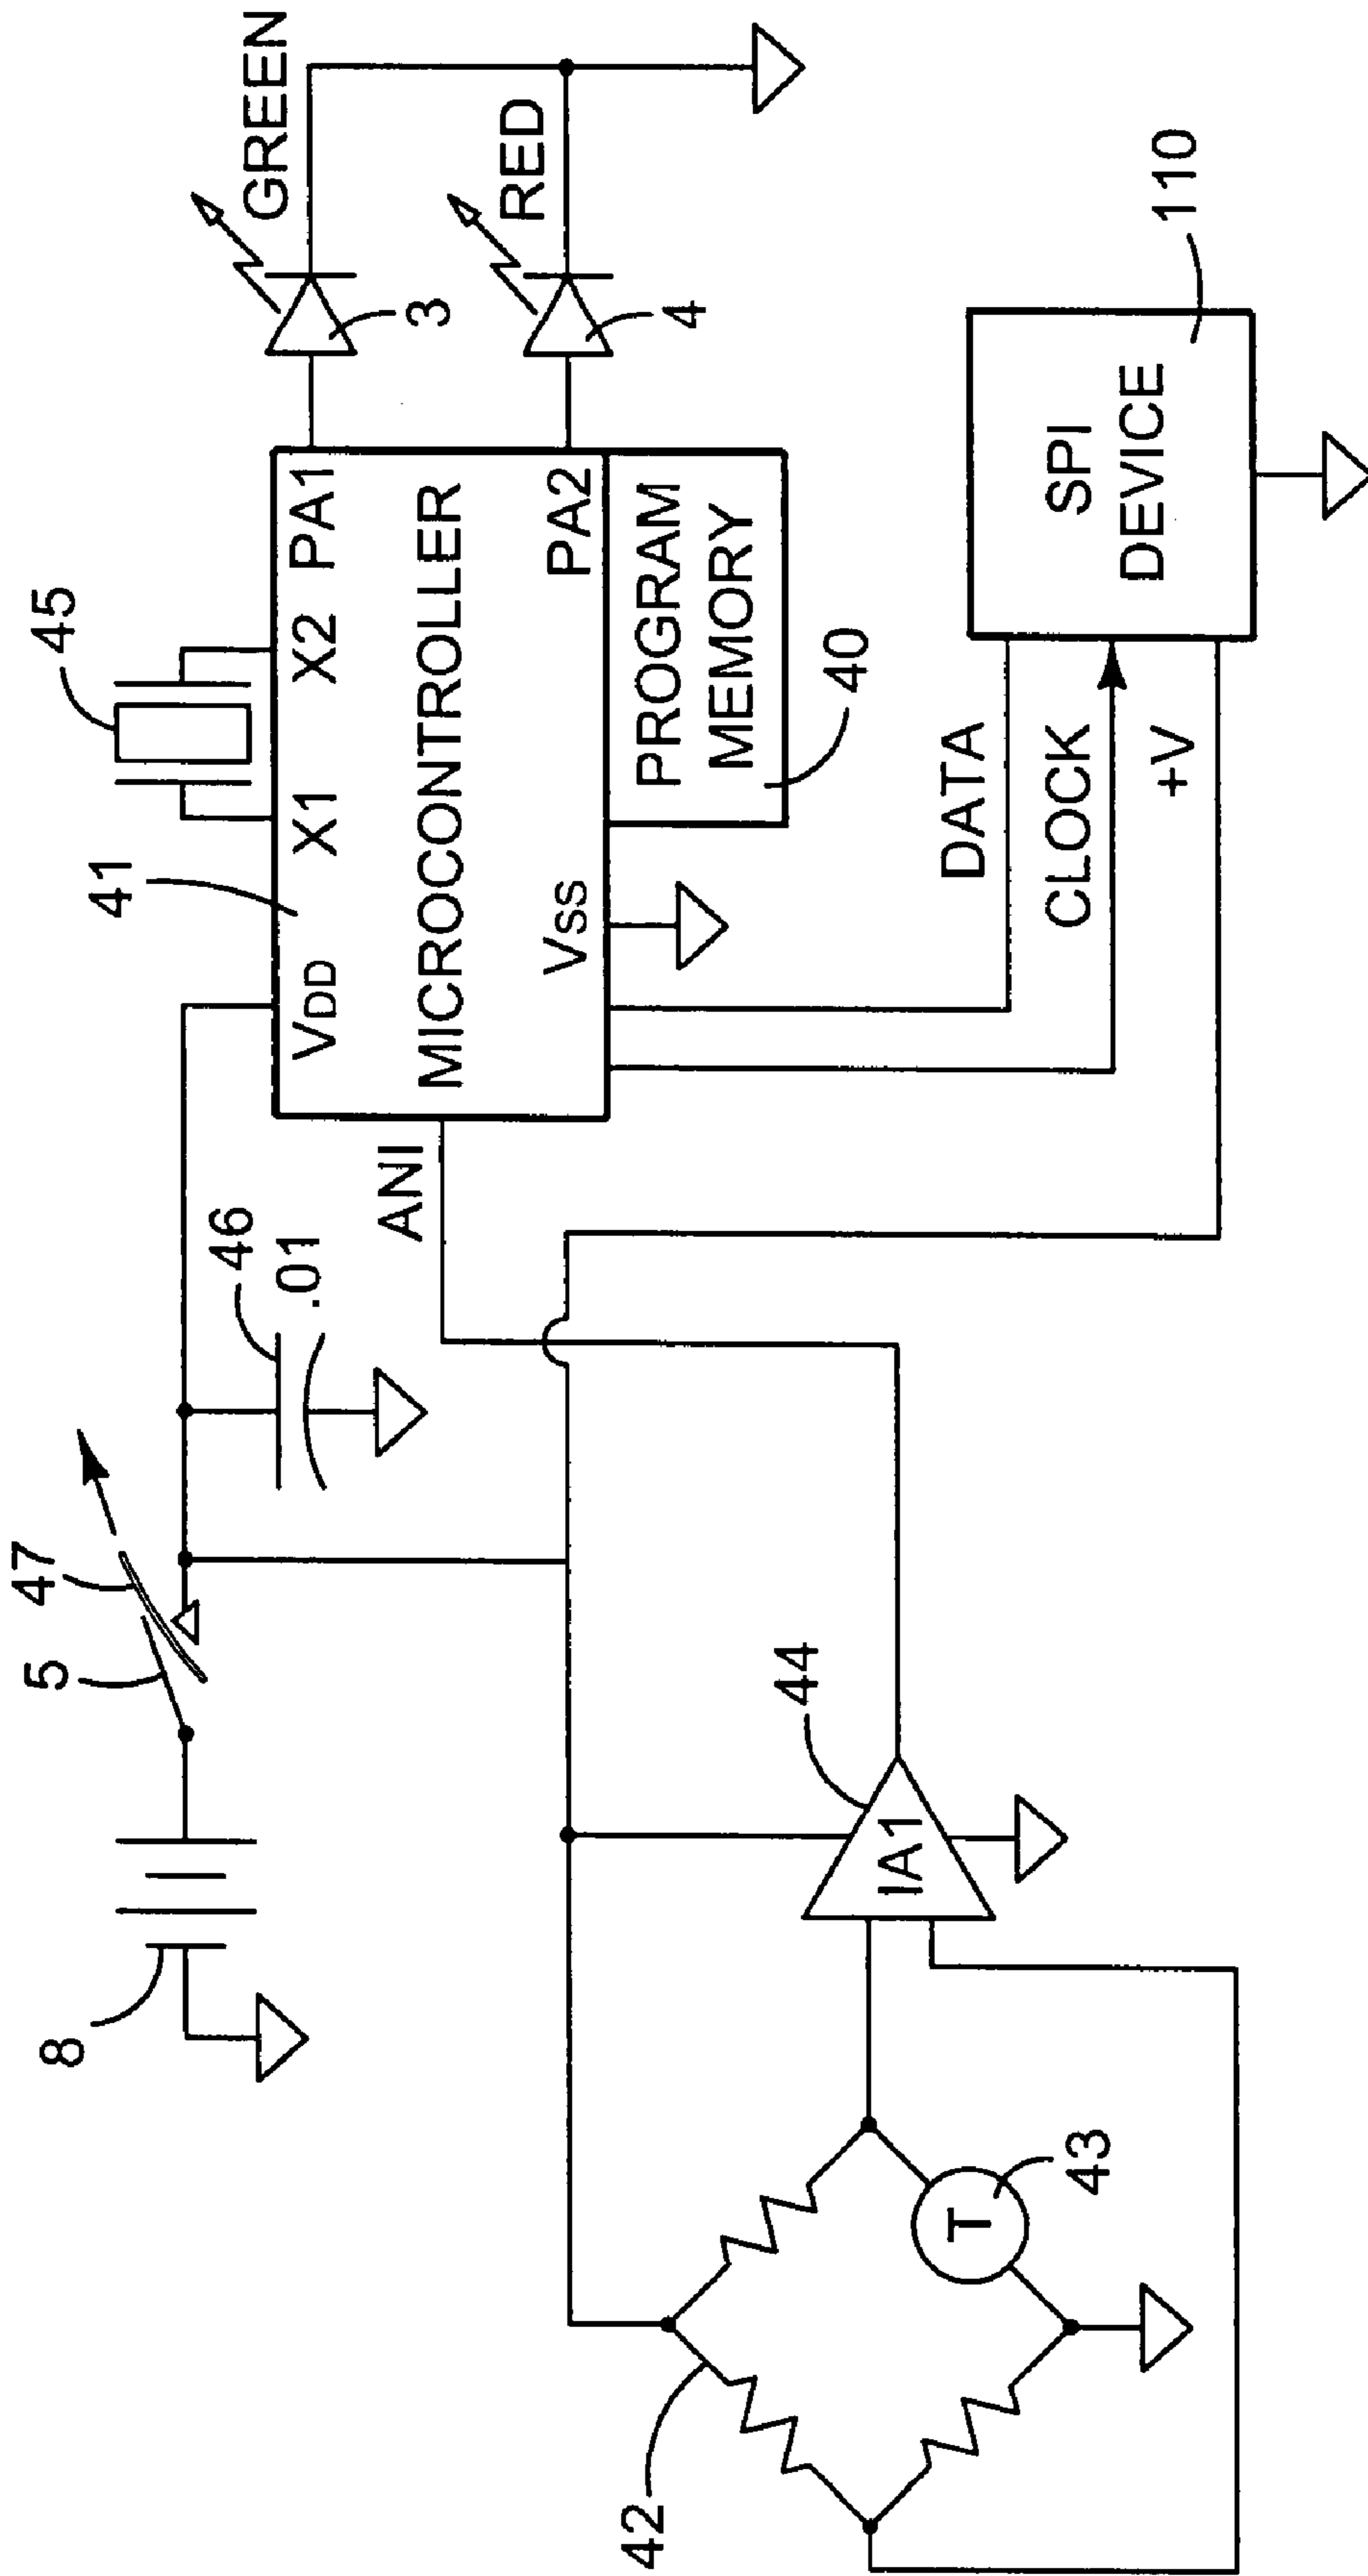 8
5
47
46
.01
41
45
VDD
X1
X2
PA1
GREEN
3
ANI
MICROCONTROLLER
VSS
PA2
RED
4
PROGRAM
MEMORY
40
42
T
43
IA1
44
DATA
CLOCK
+V
SPI
DEVICE
110